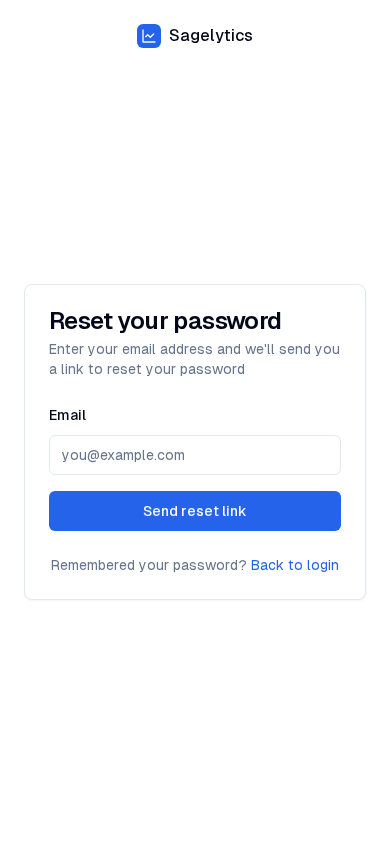 Sagelytics
Reset your password
Enter your email address and we'll send you
a link to reset your password
Email
you@example.com
Send reset link
Remembered your password? Back to login